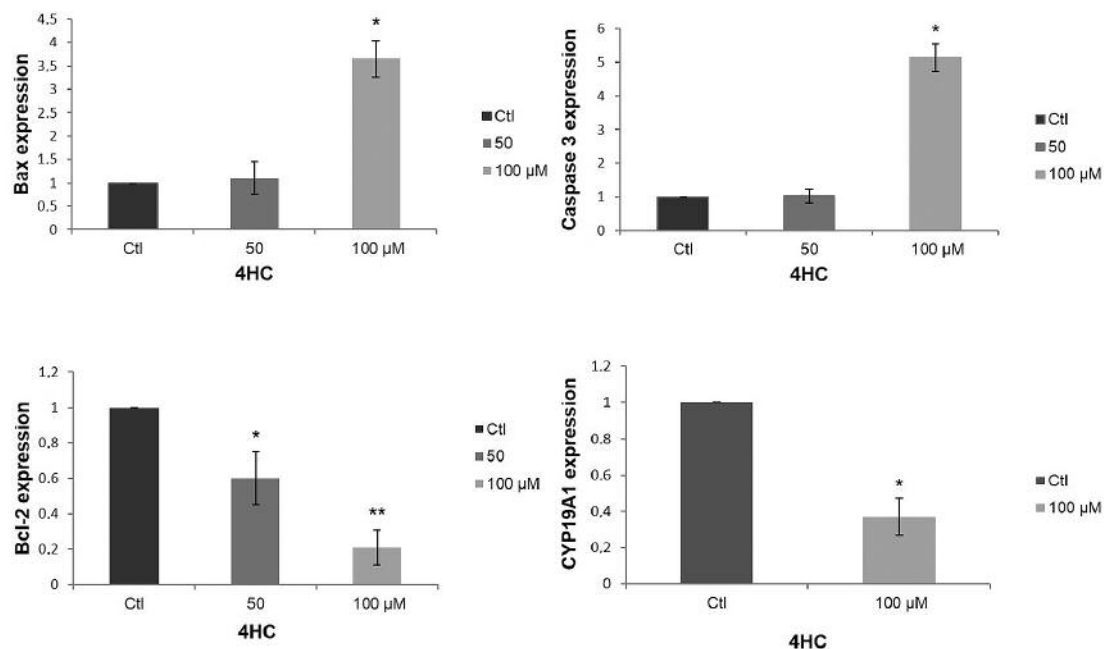 Bax expression
4.5
4
3.5
3
2.5
2
1.5
1
0.5
0
*
Ctl
50
100 µM
4HC
Ctl
50
100 µM
Caspase 3 expression
6
5
4
3
2
1
0
*
Ctl
50
100 µM
4HC
Ctl
50
100 µM
Bcl-2 expression
1.2
1
0.8
0.6
0.4
0.2
0
*
**
Ctl
50
100 µM
4HC
Ctl
50
100 µM
CYP19A1 expression
1.2
1
0.8
0.6
0.4
0.2
0
*
Ctl
100 µM
4HC
Ctl
100 µM